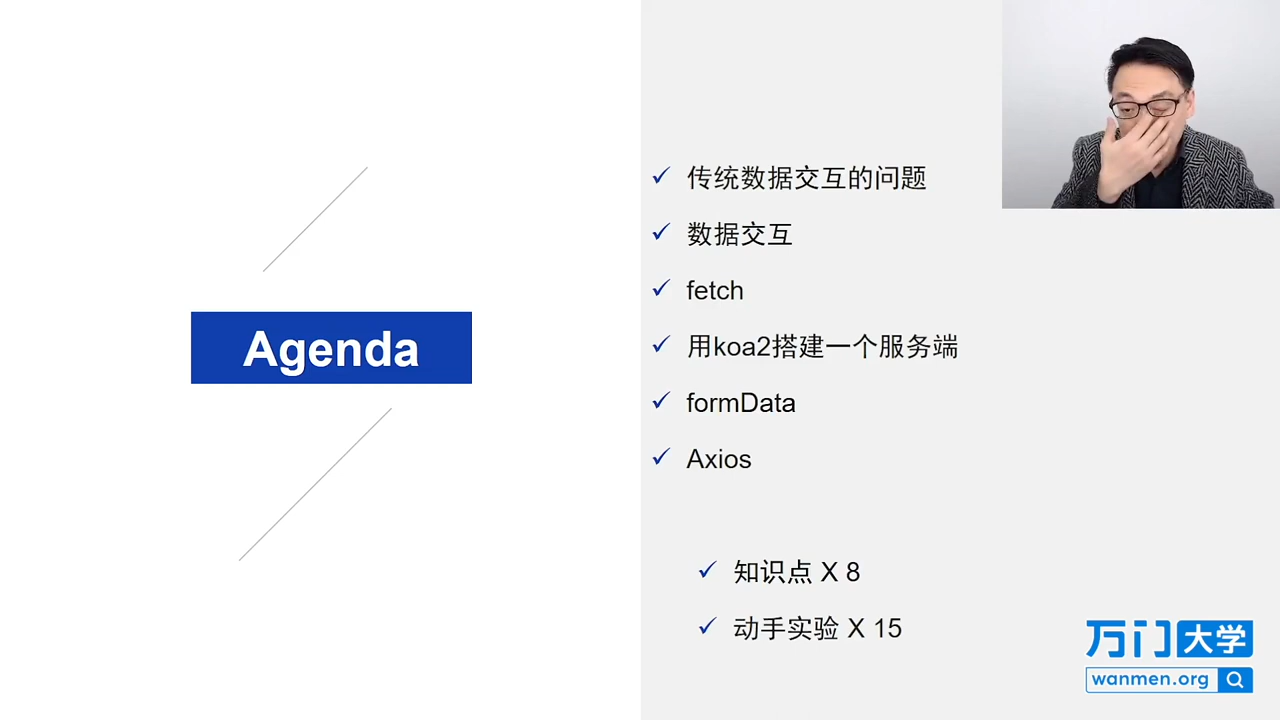 Agenda
传统数据交互的问题
数据交互
fetch
用koa2搭建一个服务端
formData
Axios
知识点 X 8
动手实验 X 15
万门大学
wanmen.org